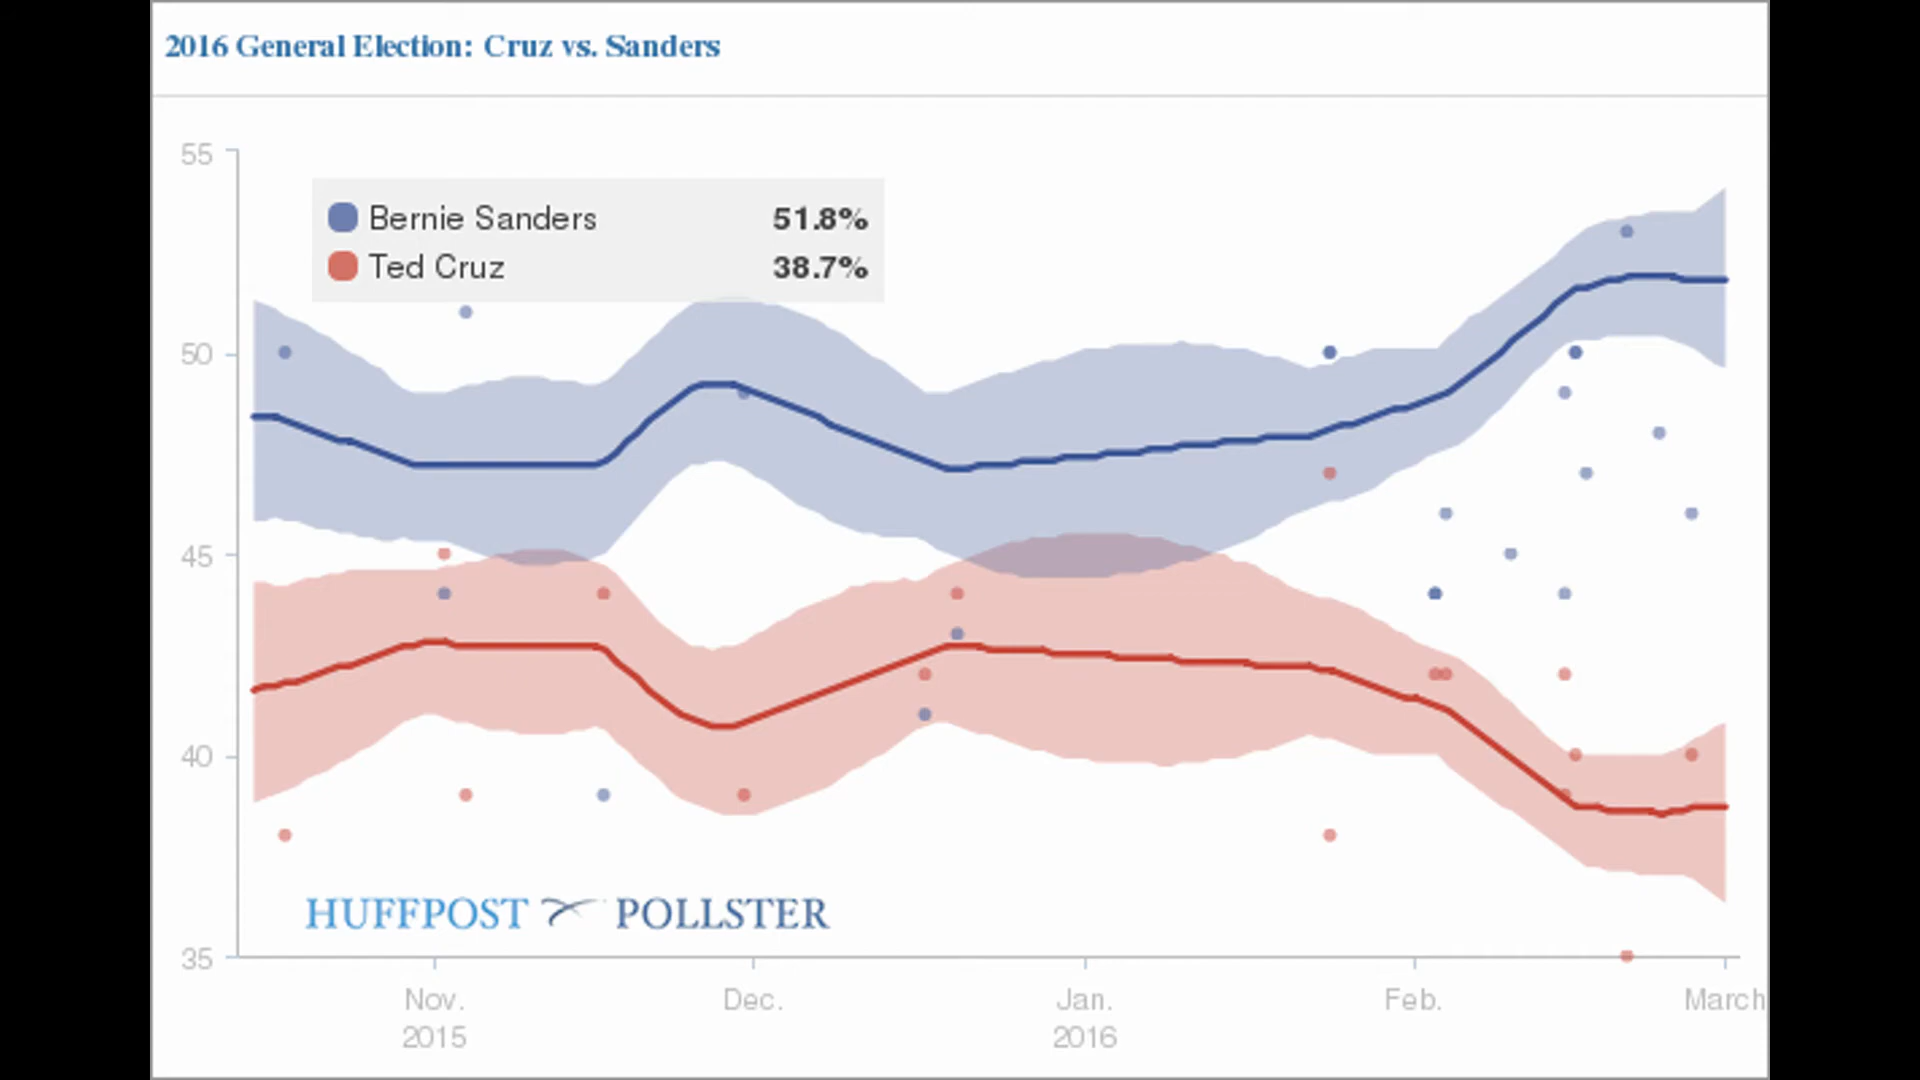 2016 General Election: Cruz vs. Sanders
55
Bernie Sanders 51.8%
Ted Cruz 38.7%
50
45
40
HUFFPOST POLLSTER
35
Nov. Dec. Jan. Feb. March
2015 2016